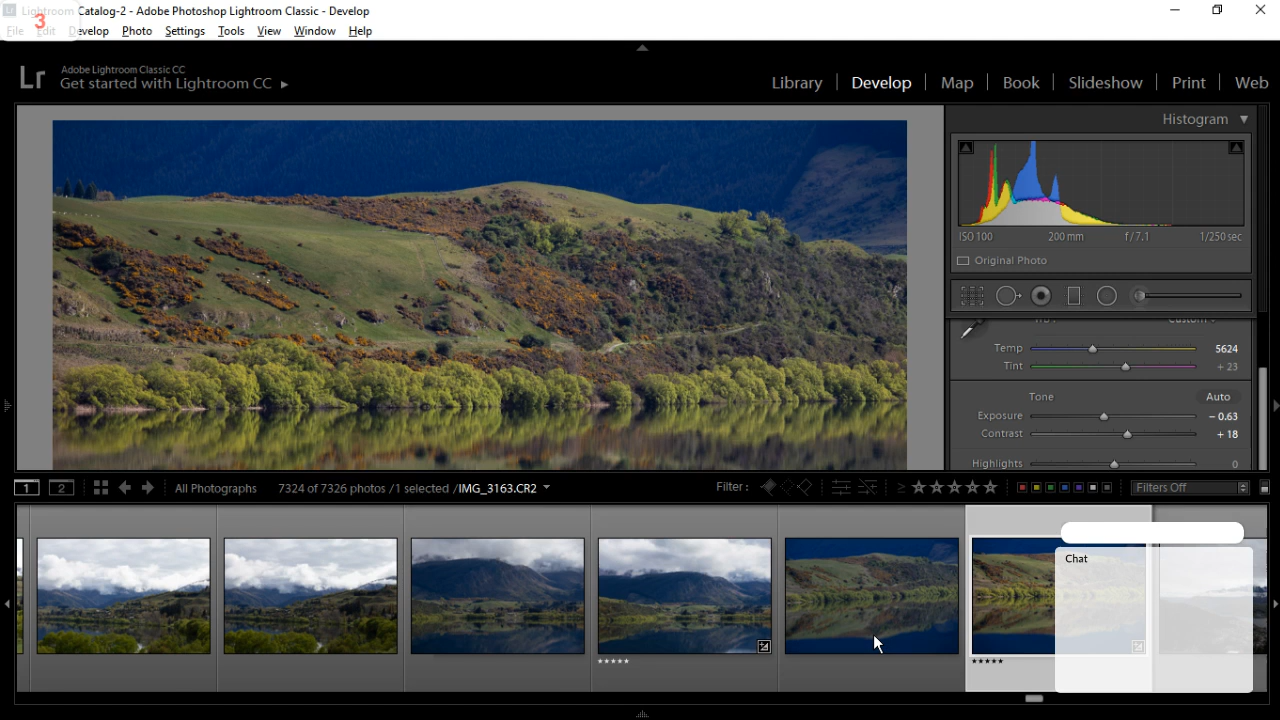 Lightroom Catalog-2 - Adobe Photoshop Lightroom Classic - Develop
3
File Edit Develop Photo Settings Tools View Window Help
Lr
Adobe Lightroom Classic CC
Get started with Lightroom CC
Library Develop Map Book Slideshow Print Web
Histogram
ISO 100 200 mm f / 7.1 1/250 sec
Original Photo
Custom
Temp 5624
Tint + 23
Tone Auto
Exposure − 0.63
Contrast + 18
Highlights 0
1 2 All Photographs 7324 of 7326 photos / 1 selected / IMG_3163.CR2 Filter : ≥ ★★★★★ Filters Off
Chat
★★★★★ ★★★★★